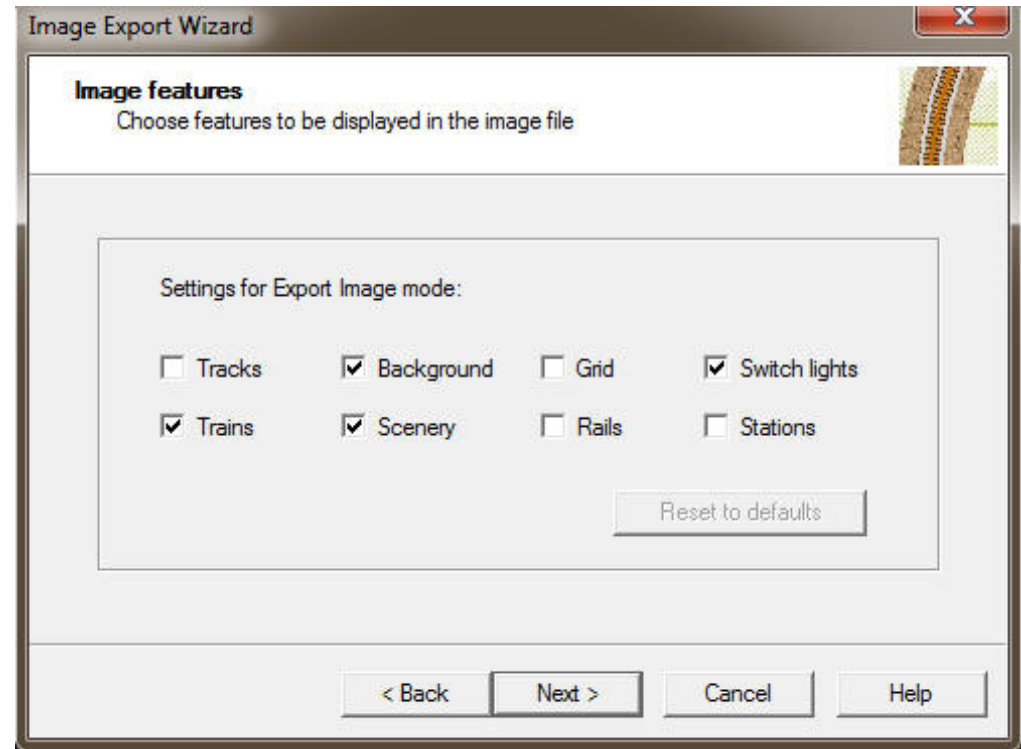 Image Export Wizard
Image features
Choose features to be displayed in the image file
Settings for Export Image mode:
Tracks Background Grid Switch lights
Trains Scenery Rails Stations
Reset to defaults
< Back Next > Cancel Help